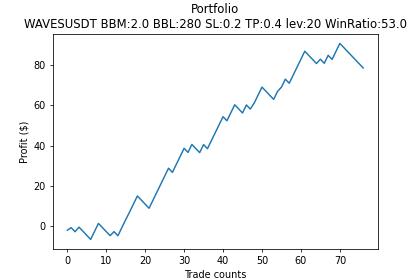 Portfolio
WAVESUSDT BBM:2.0 BBL:280 SL:0.2 TP:0.4 lev:20 WinRatio:53.0
Profit ($)
80
60
40
20
0
0 10 20 30 40 50 60 70
Trade counts